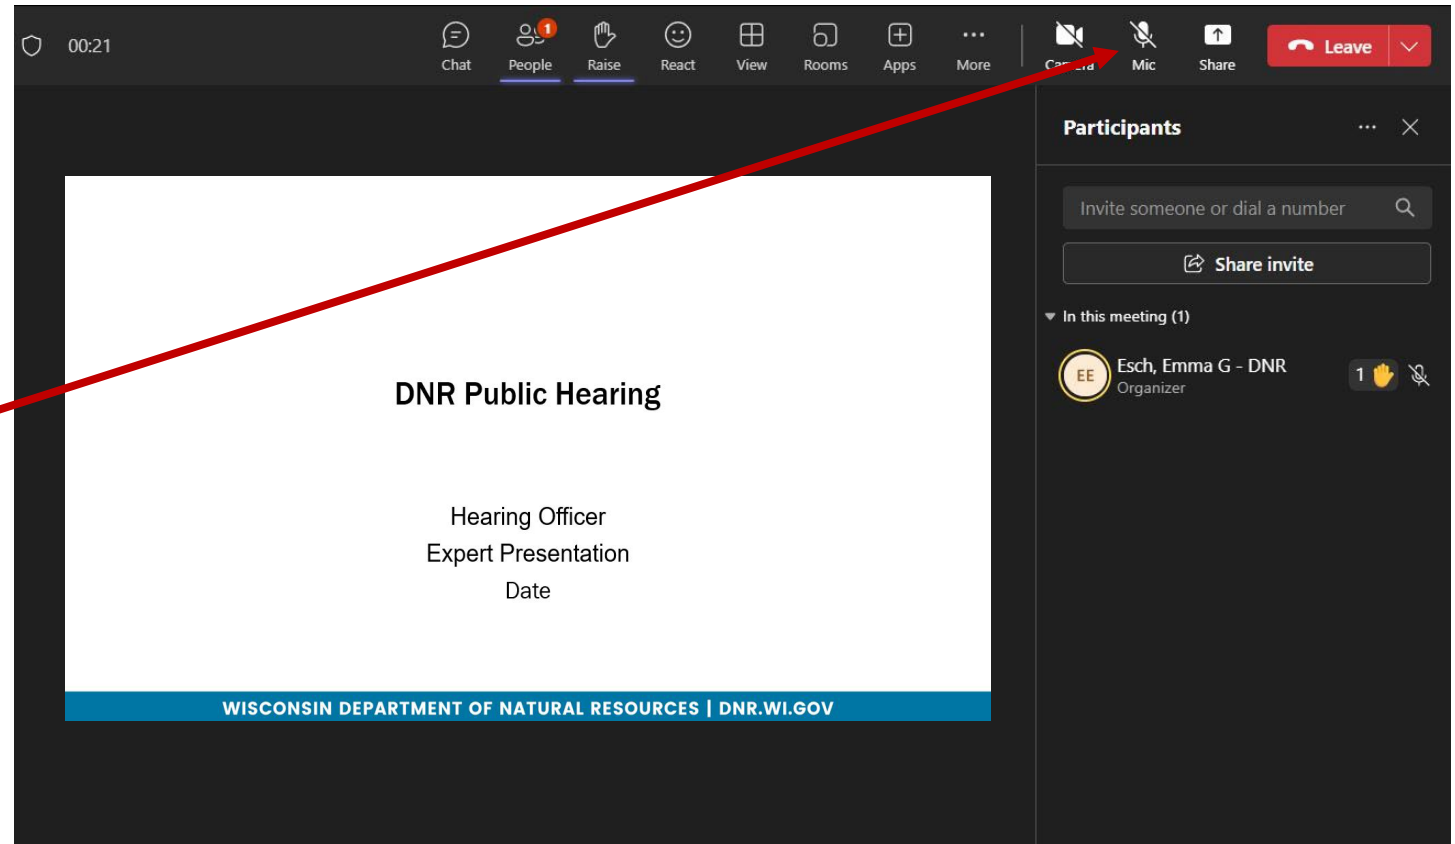 00:21
Chat
People
1
Raise
React
View
Rooms
Apps
More
Camera
Mic
Share
Leave
Participants
Invite someone or dial a number
Share invite
In this meeting (1)
EE
Esch, Emma G - DNR
Organizer
1
DNR Public Hearing
Hearing Officer
Expert Presentation
Date
WISCONSIN DEPARTMENT OF NATURAL RESOURCES | DNR.WI.GOV